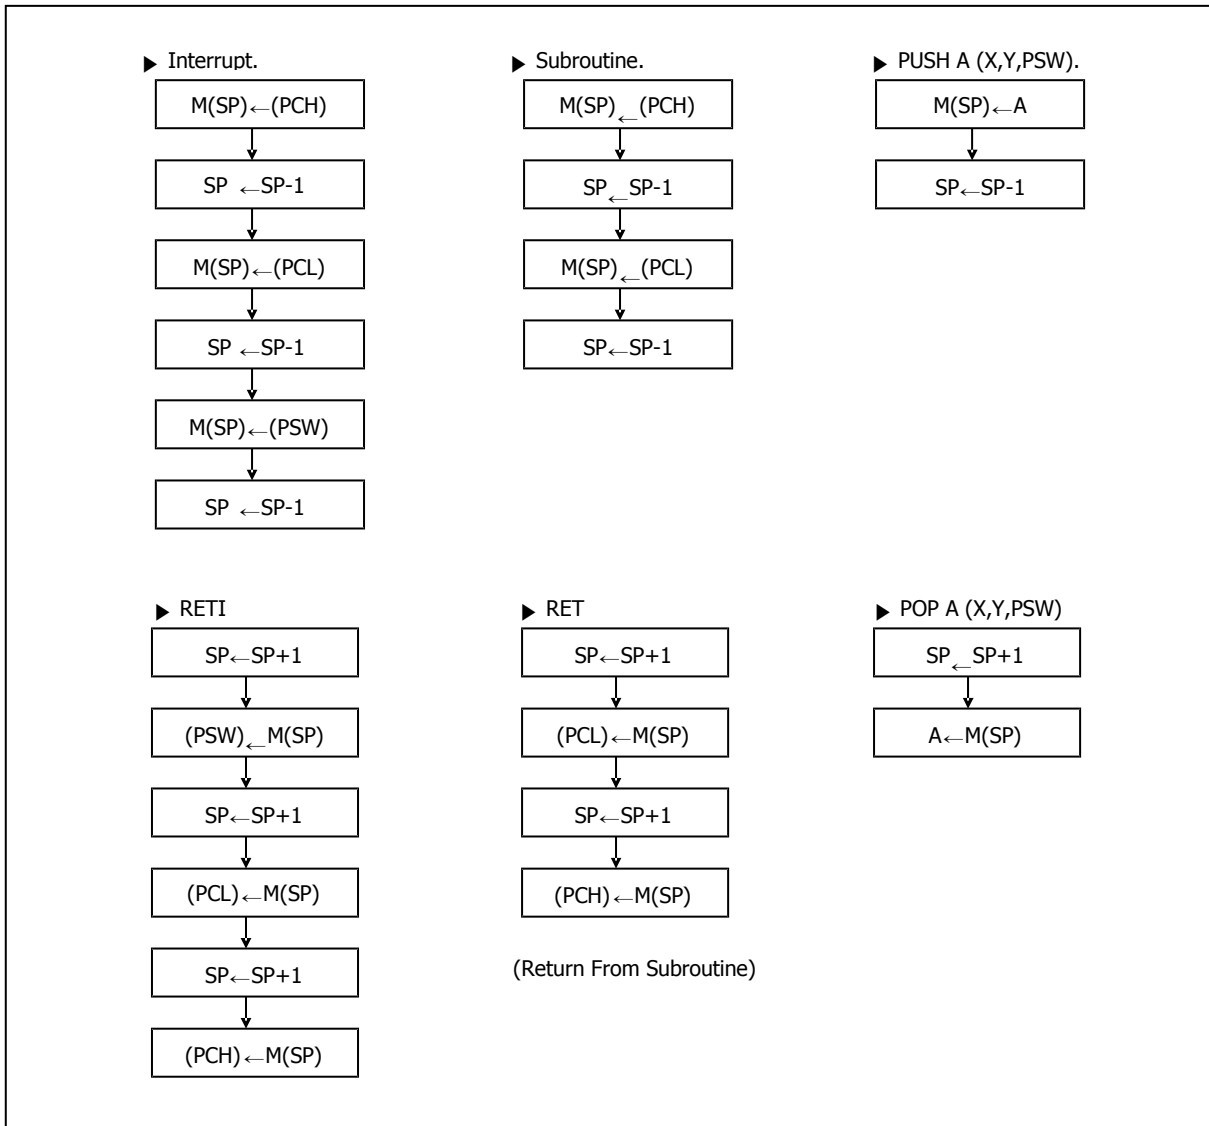 ▶ Interrupt.
M(SP)←(PCH)
SP ←SP-1
M(SP)←(PCL)
SP ←SP-1
M(SP)←(PSW)
SP ←SP-1
▶ Subroutine.
M(SP)←(PCH)
SP←SP-1
M(SP)←(PCL)
SP←SP-1
▶ PUSH A (X,Y,PSW).
M(SP)←A
SP←SP-1
▶ RETI
SP←SP+1
(PSW)←M(SP)
SP←SP+1
(PCL)←M(SP)
SP←SP+1
(PCH)←M(SP)
▶ RET
SP←SP+1
(PCL)←M(SP)
SP←SP+1
(PCH)←M(SP)
(Return From Subroutine)
▶ POP A (X,Y,PSW)
SP←SP+1
A←M(SP)